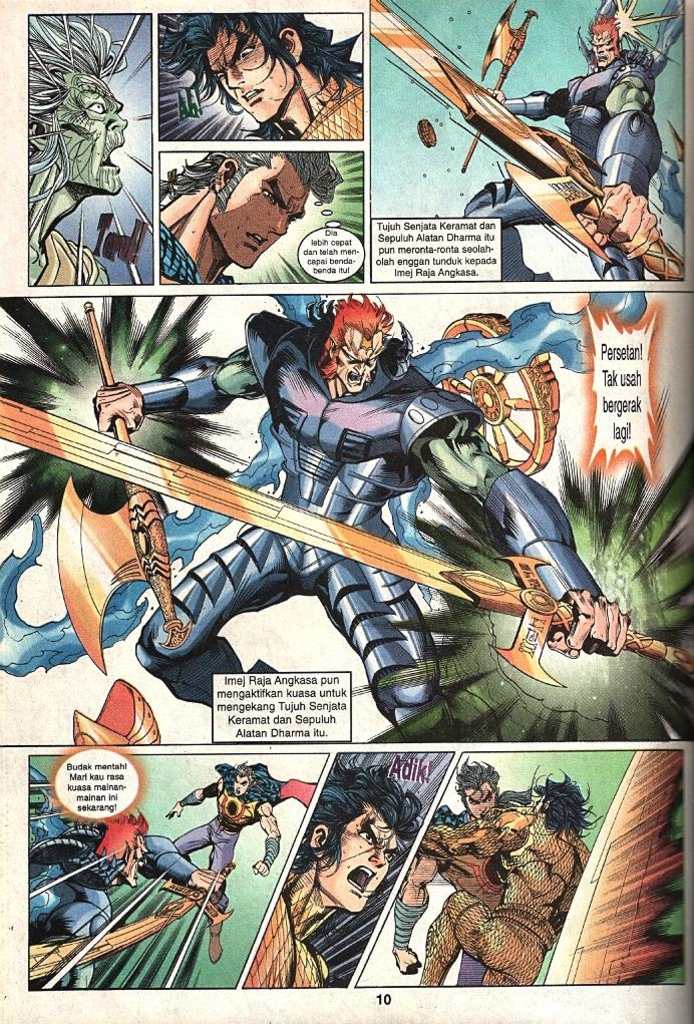 Ah!
Dia
lebih cepat
dan telah men-
capai benda-
benda itu!
Tujuh Senjata Keramat dan
Sepuluh Alatan Dharma itu
pun meronta-ronta seolah-
olah enggan tunduk kepada
Imej Raja Angkasa.
Persetan!
Tak usah
bergerak
lagi!
Imej Raja Angkasa pun
mengaktifkan kuasa untuk
mengekang Tujuh Senjata
Keramat dan Sepuluh
Alatan Dharma itu.
Budak mentah!
Mari kau rasa
kuasa mainan-
mainan ini
sekarang!
Adik!
10